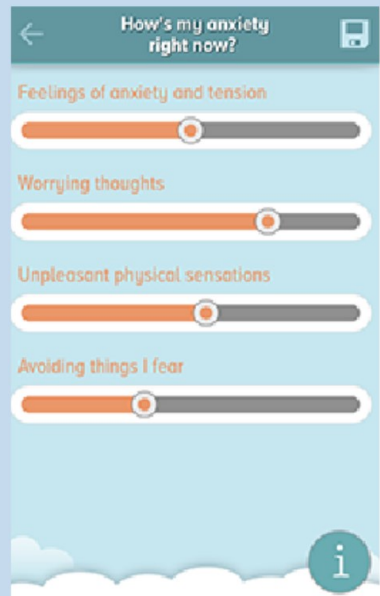 How's my anxiety
right now?
Feelings of anxiety and tension
Worrying thoughts
Unpleasant physical sensations
Avoiding things I fear
i